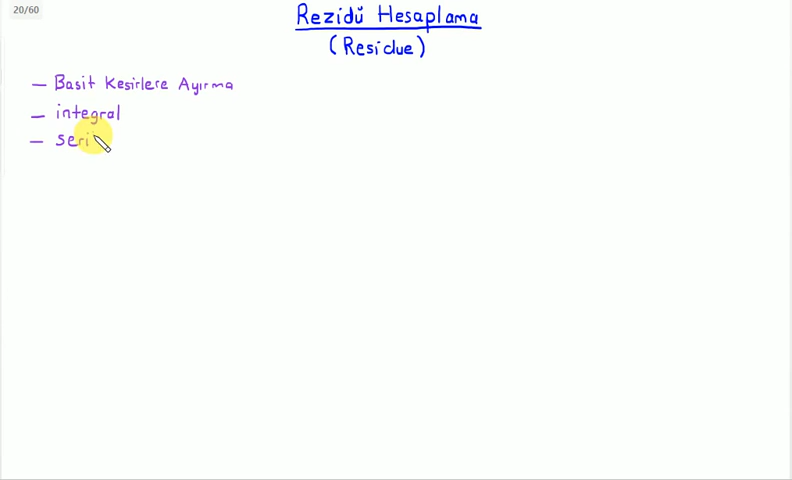 20/60
Rezidü Hesaplama
(Residue)
— Basit Kesirlere Ayırma
— integral
— seri